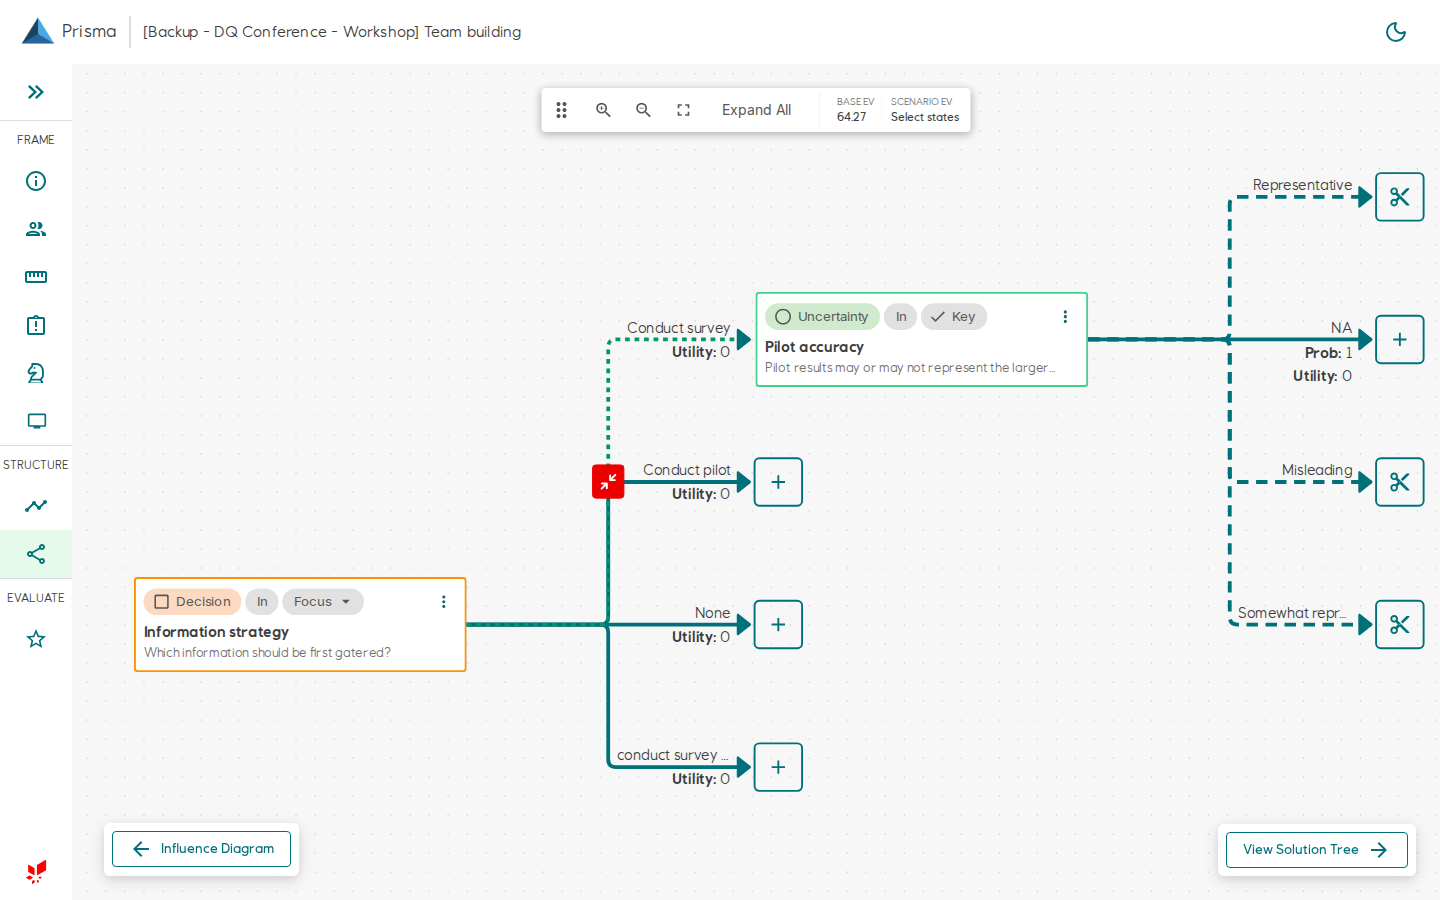 Prisma
[Backup - DQ Conference - Workshop] Team building
FRAME
STRUCTURE
EVALUATE
Expand All
BASE EV
64.27
SCENARIO EV
Select states
Representative
Conduct survey
Utility: 0
Uncertainty
In
Key
Pilot accuracy
Pilot results may or may not represent the larger...
NA
Prob: 1
Utility: 0
Conduct pilot
Utility: 0
Misleading
Decision
In
Focus
Information strategy
Which information should be first gatered?
None
Utility: 0
Somewhat repr...
conduct survey ...
Utility: 0
Influence Diagram
View Solution Tree